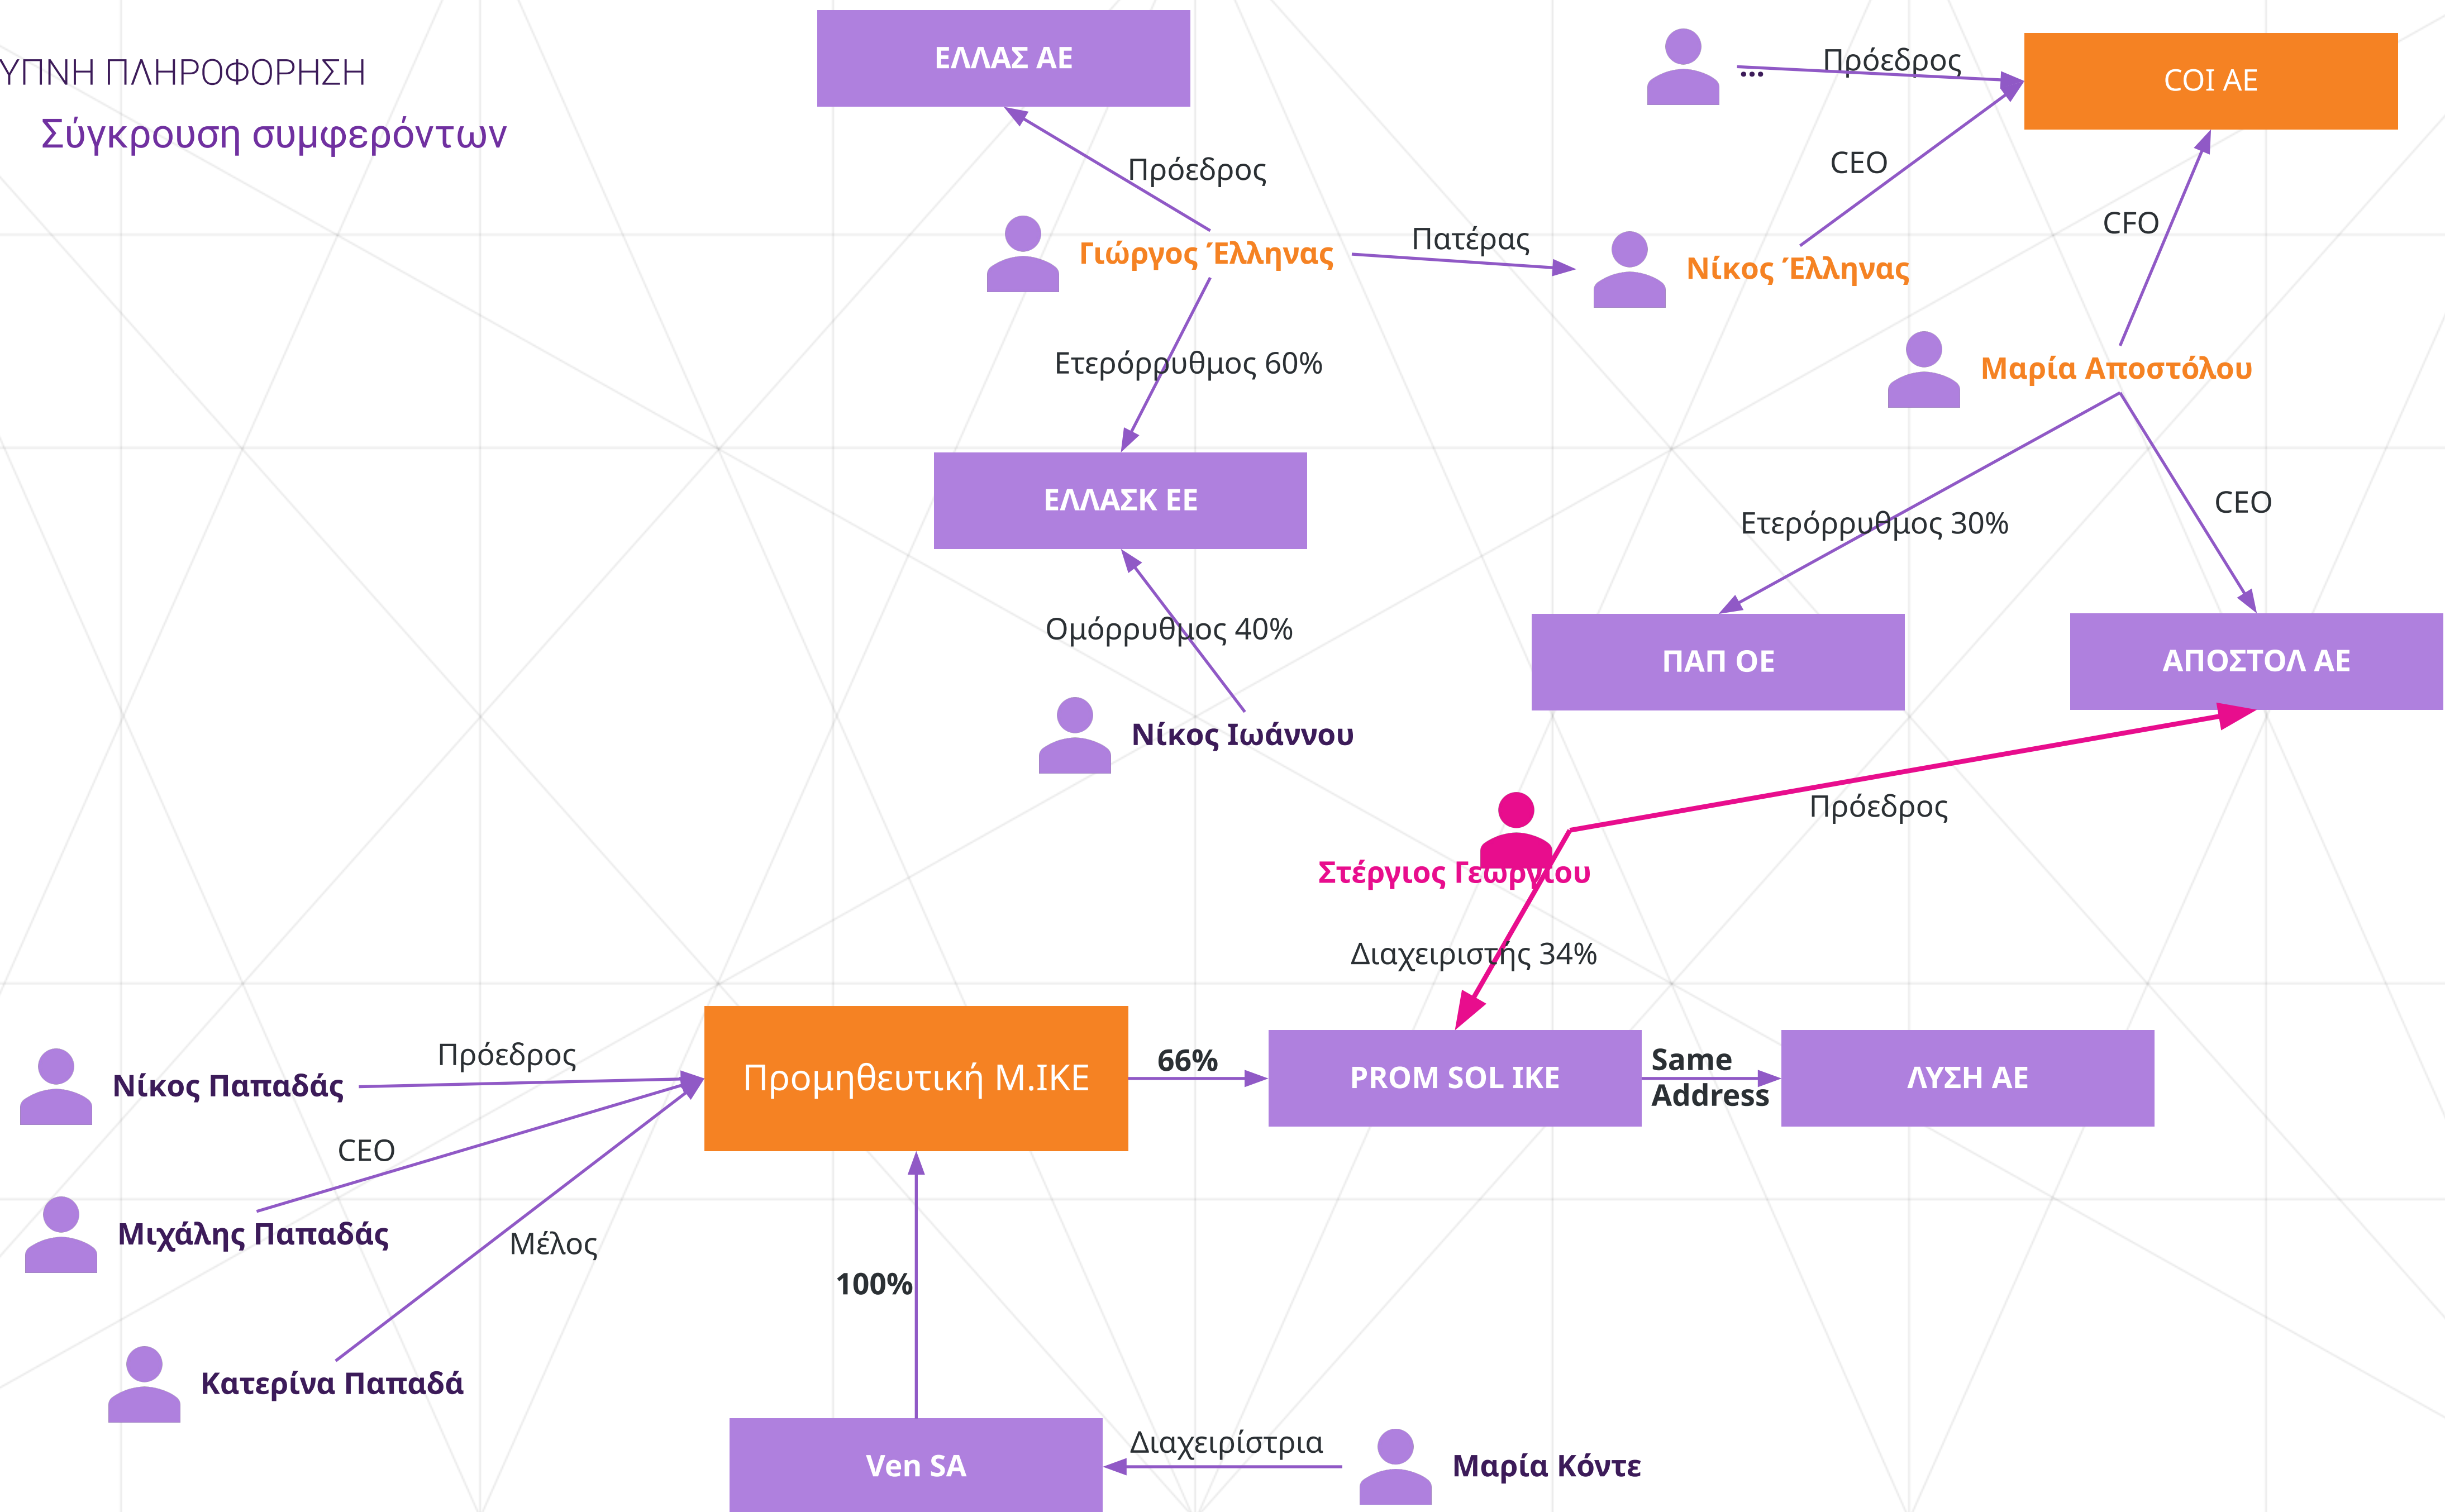 ΥΠΝΗ ΠΛΗΡΟΦΟΡΗΣΗ
Σύγκρουση συμφερόντων
ΕΛΛΑΣ ΑΕ
...
Πρόεδρος
COI AE
Πρόεδρος
CEO
CFO
Γιώργος Έλληνας
Πατέρας
Νίκος Έλληνας
Ετερόρρυθμος 60%
Μαρία Αποστόλου
ΕΛΛΑΣΚ ΕΕ
Ετερόρρυθμος 30%
CEO
Ομόρρυθμος 40%
ΠΑΠ ΟΕ
ΑΠΟΣΤΟΛ ΑΕ
Νίκος Ιωάννου
Πρόεδρος
Στέργιος Γεωργίου
Διαχειριστής 34%
Πρόεδρος
Νίκος Παπαδάς
Προμηθευτική Μ.ΙΚΕ
66%
PROM SOL IKE
Same
Address
ΛΥΣΗ ΑΕ
CEO
Μιχάλης Παπαδάς
Μέλος
100%
Κατερίνα Παπαδά
Ven SA
Διαχειρίστρια
Μαρία Κόντε